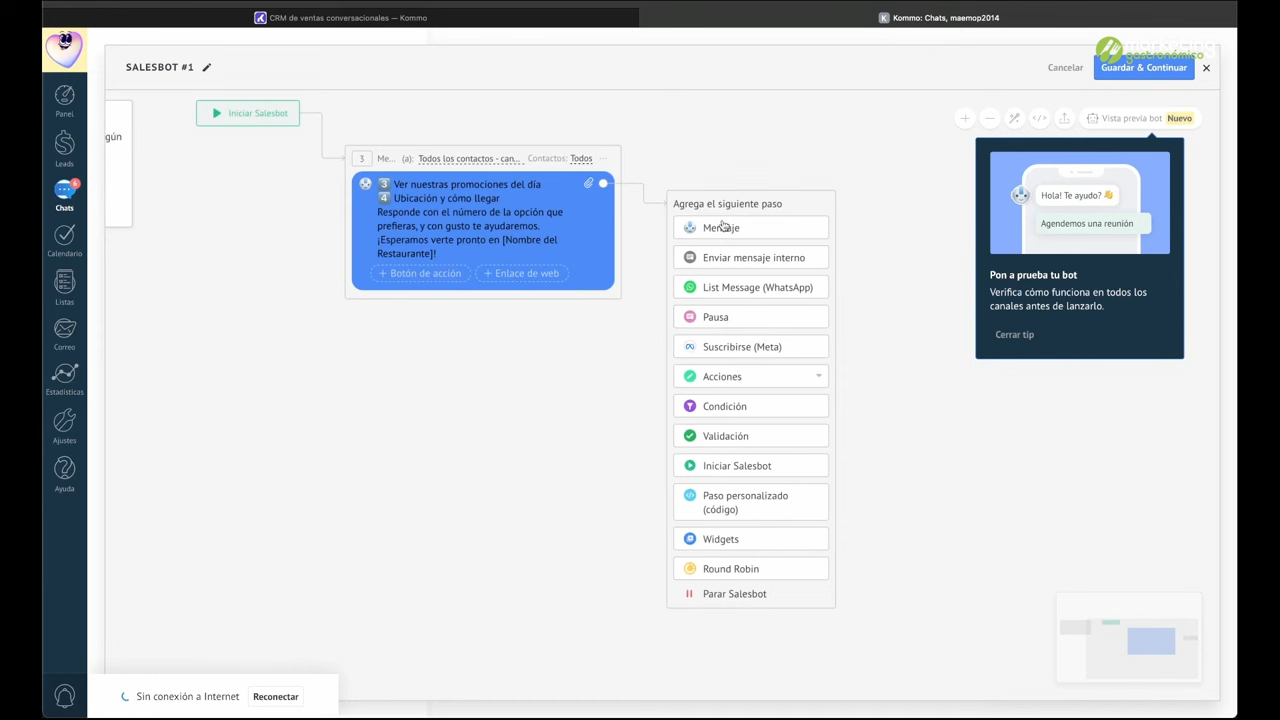 CRM de ventas conversacionales — Kommo
Kommo: Chats, maemop2014
gastronómico
SALESBOT #1
Cancelar
Guardar & Continuar
Panel
Leads
6
Chats
Calendario
Listas
Correo
Estadísticas
Ajustes
Ayuda
gún
Iniciar Salesbot
Vista previa bot Nuevo
3 Me... (a): Todos los contactos - can... Contactos: Todos ...
3 Ver nuestras promociones del día
4 Ubicación y cómo llegar
Responde con el número de la opción que
prefieras, y con gusto te ayudaremos.
¡Esperamos verte pronto en [Nombre del
Restaurante]!
+ Botón de acción
+ Enlace de web
Agrega el siguiente paso
Mensaje
Enviar mensaje interno
List Message (WhatsApp)
Pausa
Suscribirse (Meta)
Acciones
Condición
Validación
Iniciar Salesbot
Paso personalizado
(código)
Widgets
Round Robin
Parar Salesbot
Hola! Te ayudo? 👋
Agendemos una reunión
Pon a prueba tu bot
Verifica cómo funciona en todos los
canales antes de lanzarlo.
Cerrar tip
Sin conexión a Internet
Reconectar